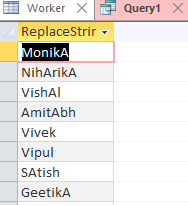 Worker Query1
ReplaceStrir
MonikA
NihArikA
VishAl
AmitAbh
Vivek
Vipul
SAtish
GeetikA